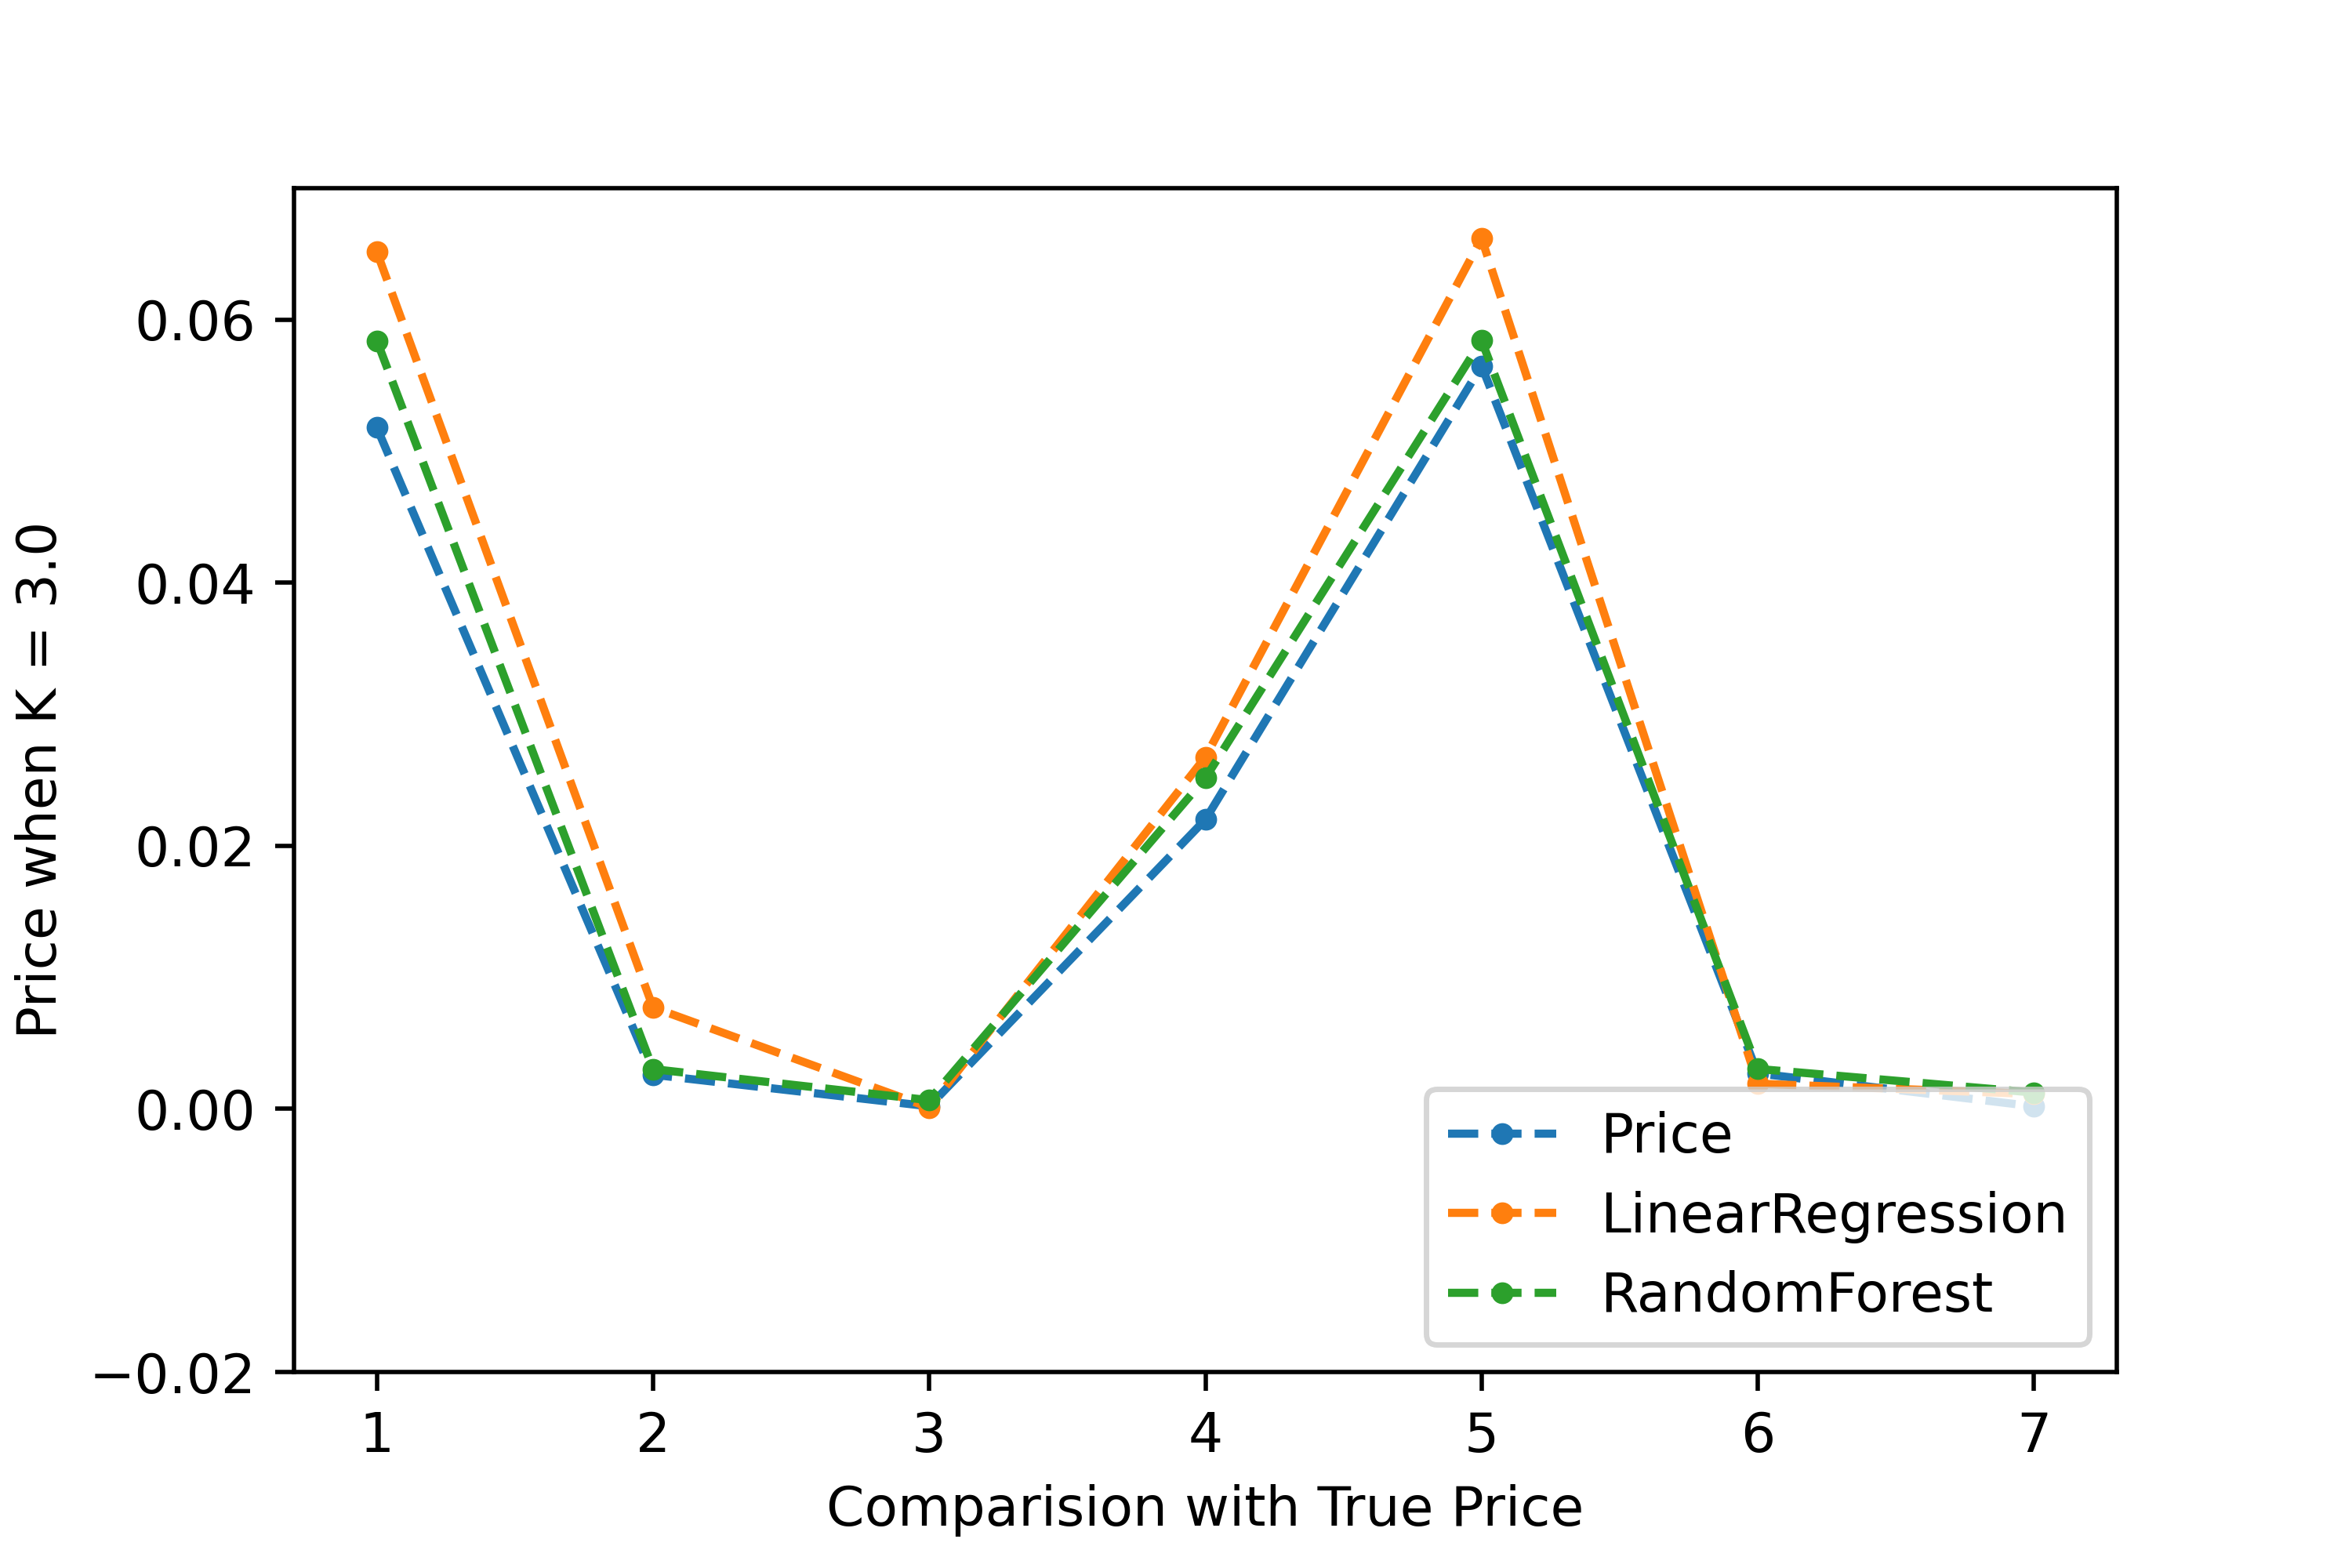 Price when K = 3.0
0.06
0.04
0.02
0.00
−0.02
1 2 3 4 5 6 7
Comparision with True Price
Price
LinearRegression
RandomForest